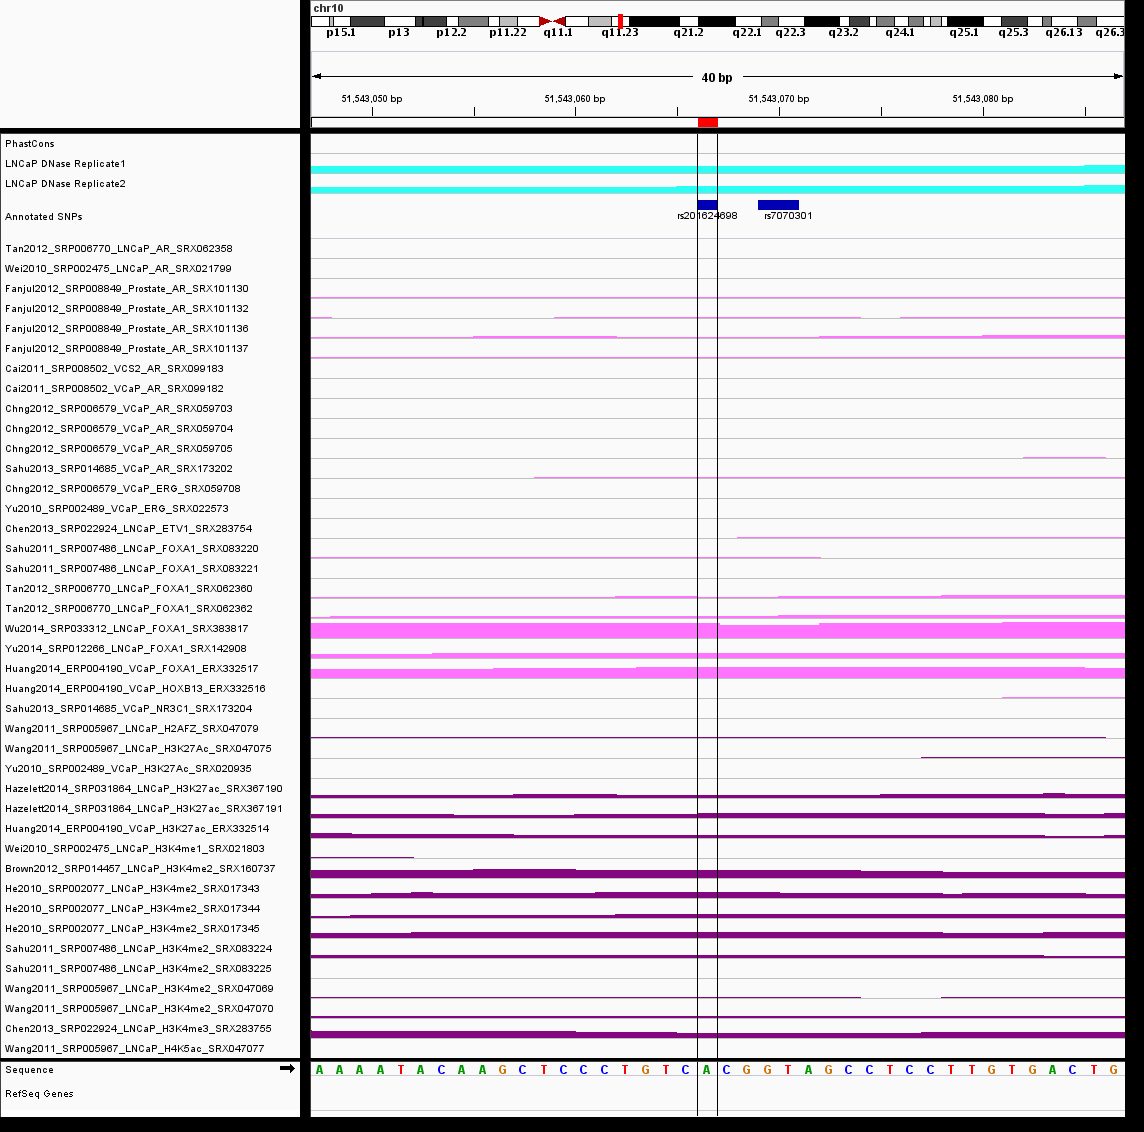 chr10
p15.1 p13 p12.2 p11.22 q11.1 q11.23 q21.2 q22.1 q22.3 q23.2 q24.1 q25.1 q25.3 q26.13 q26.3
40 bp
51,543,050 bp 51,543,060 bp 51,543,070 bp 51,543,080 bp
PhastCons
LNCaP DNase Replicate1
LNCaP DNase Replicate2
Annotated SNPs
rs201624698 rs7070301
Tan2012_SRP006770_LNCaP_AR_SRX062358
Wei2010_SRP002475_LNCaP_AR_SRX021799
Fanjul2012_SRP008849_Prostate_AR_SRX101130
Fanjul2012_SRP008849_Prostate_AR_SRX101132
Fanjul2012_SRP008849_Prostate_AR_SRX101136
Fanjul2012_SRP008849_Prostate_AR_SRX101137
Cai2011_SRP008502_VCS2_AR_SRX099183
Cai2011_SRP008502_VCaP_AR_SRX099182
Chng2012_SRP006579_VCaP_AR_SRX059703
Chng2012_SRP006579_VCaP_AR_SRX059704
Chng2012_SRP006579_VCaP_AR_SRX059705
Sahu2013_SRP014685_VCaP_AR_SRX173202
Chng2012_SRP006579_VCaP_ERG_SRX059708
Yu2010_SRP002489_VCaP_ERG_SRX022573
Chen2013_SRP022924_LNCaP_ETV1_SRX283754
Sahu2011_SRP007486_LNCaP_FOXA1_SRX083220
Sahu2011_SRP007486_LNCaP_FOXA1_SRX083221
Tan2012_SRP006770_LNCaP_FOXA1_SRX062360
Tan2012_SRP006770_LNCaP_FOXA1_SRX062362
Wu2014_SRP033312_LNCaP_FOXA1_SRX383817
Yu2014_SRP012266_LNCaP_FOXA1_SRX142908
Huang2014_ERP004190_VCaP_FOXA1_ERX332517
Huang2014_ERP004190_VCaP_HOXB13_ERX332516
Sahu2013_SRP014685_VCaP_NR3C1_SRX173204
Wang2011_SRP005967_LNCaP_H2AFZ_SRX047079
Wang2011_SRP005967_LNCaP_H3K27Ac_SRX047075
Yu2010_SRP002489_VCaP_H3K27Ac_SRX020935
Hazelett2014_SRP031864_LNCaP_H3K27ac_SRX367190
Hazelett2014_SRP031864_LNCaP_H3K27ac_SRX367191
Huang2014_ERP004190_VCaP_H3K27ac_ERX332514
Wei2010_SRP002475_LNCaP_H3K4me1_SRX021803
Brown2012_SRP014457_LNCaP_H3K4me2_SRX160737
He2010_SRP002077_LNCaP_H3K4me2_SRX017343
He2010_SRP002077_LNCaP_H3K4me2_SRX017344
He2010_SRP002077_LNCaP_H3K4me2_SRX017345
Sahu2011_SRP007486_LNCaP_H3K4me2_SRX083224
Sahu2011_SRP007486_LNCaP_H3K4me2_SRX083225
Wang2011_SRP005967_LNCaP_H3K4me2_SRX047069
Wang2011_SRP005967_LNCaP_H3K4me2_SRX047070
Chen2013_SRP022924_LNCaP_H3K4me3_SRX283755
Wang2011_SRP005967_LNCaP_H4K5ac_SRX047077
Sequence A A A A T A C A A G C T C C C T G T C A C G G T A G C C T C C T T G T G A C T G
RefSeq Genes